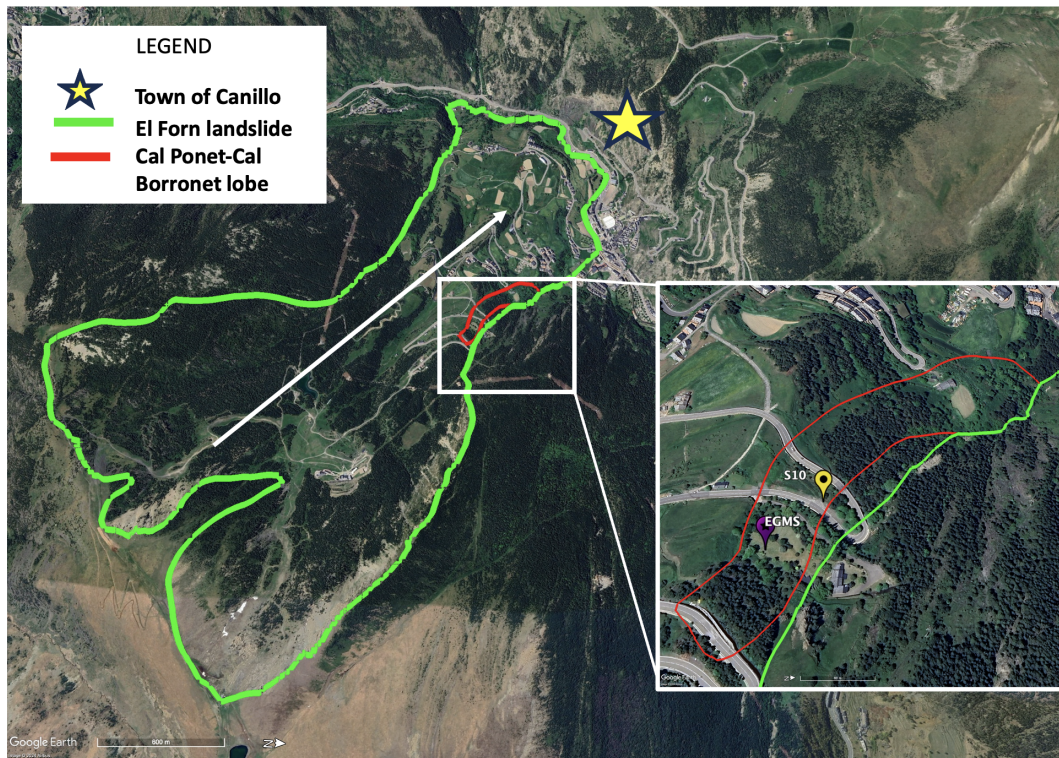 LEGEND
Town of Canillo
El Forn landslide
Cal Ponet-Cal
Borronet lobe
S10
EGMS
Google Earth
N
Google Earth
600 m
N